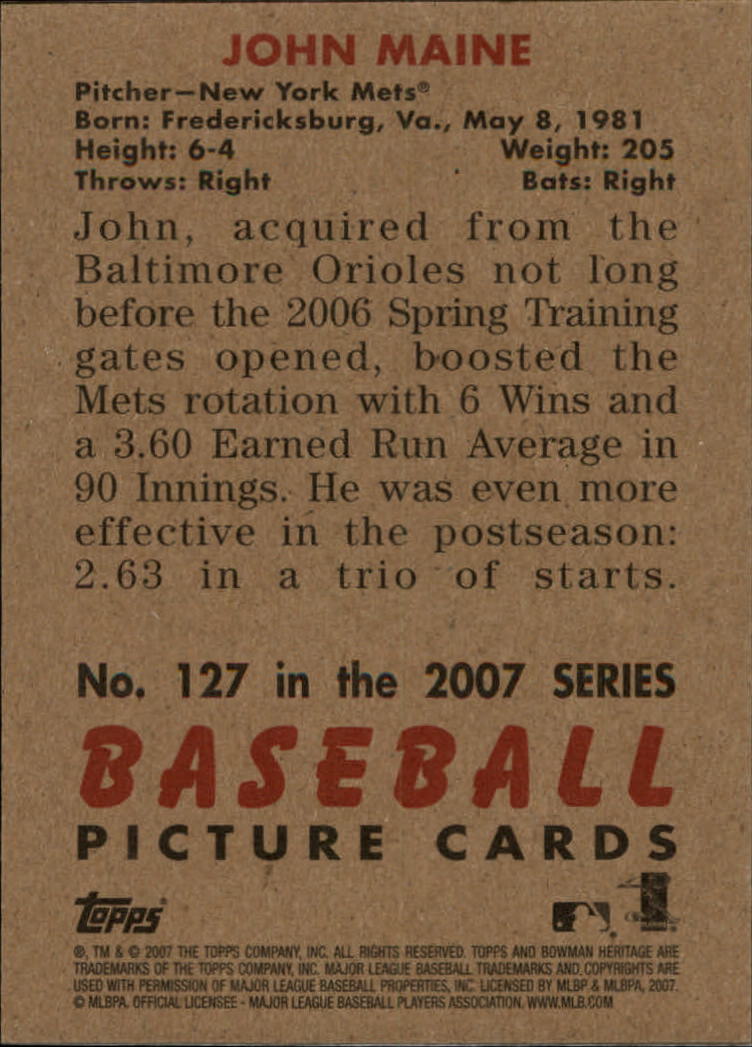 JOHN MAINE
Pitcher—New York Mets®
Born: Fredericksburg, Va., May 8, 1981
Height: 6-4 Weight: 205
Throws: Right Bats: Right
John, acquired from the
Baltimore Orioles not long
before the 2006 Spring Training
gates opened, boosted the
Mets rotation with 6 Wins and
a 3.60 Earned Run Average in
90 Innings. He was even more
effective in the postseason:
2.63 in a trio of starts.
No. 127 in the 2007 SERIES
BASEBALL
PICTURE CARDS
topps
®, TM & © 2007 THE TOPPS COMPANY, INC. ALL RIGHTS RESERVED. TOPPS AND BOWMAN HERITAGE ARE
TRADEMARKS OF THE TOPPS COMPANY, INC. MAJOR LEAGUE BASEBALL TRADEMARKS AND COPYRIGHTS ARE
USED WITH PERMISSION OF MAJOR LEAGUE BASEBALL PROPERTIES, INC. LICENSED BY MLBP & MLBPA, 2007.
© MLBPA. OFFICIAL LICENSEE - MAJOR LEAGUE BASEBALL PLAYERS ASSOCIATION. WWW.MLB.COM